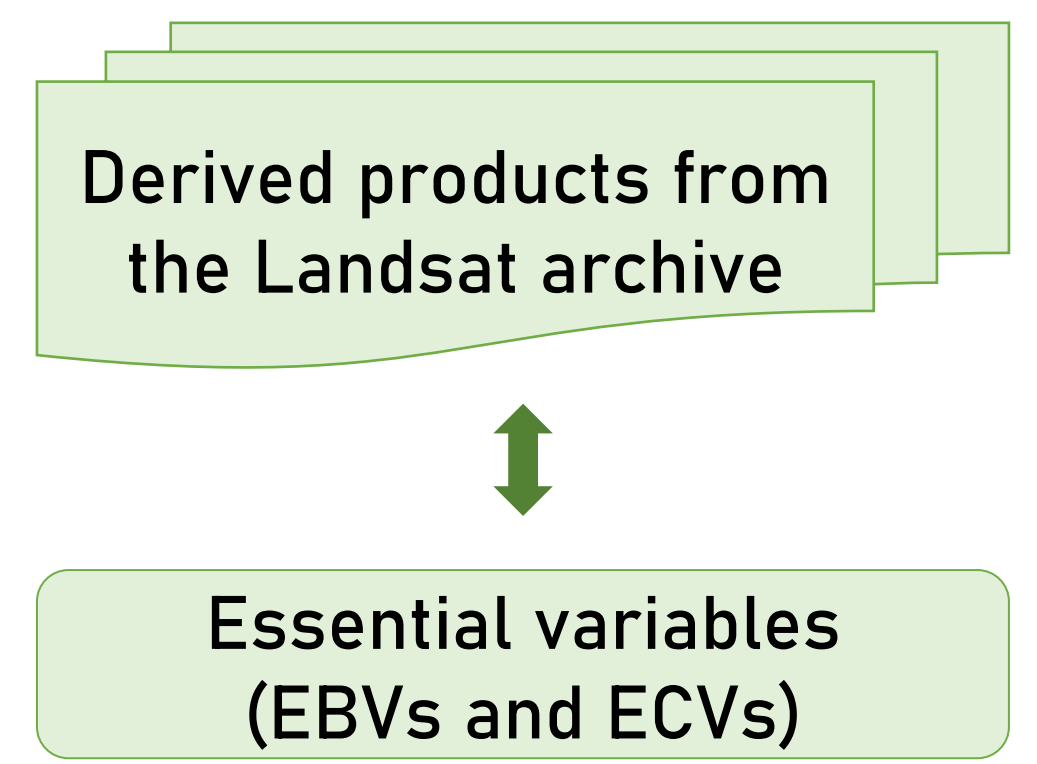 Derived products from
the Landsat archive
Essential variables
(EBVs and ECVs)